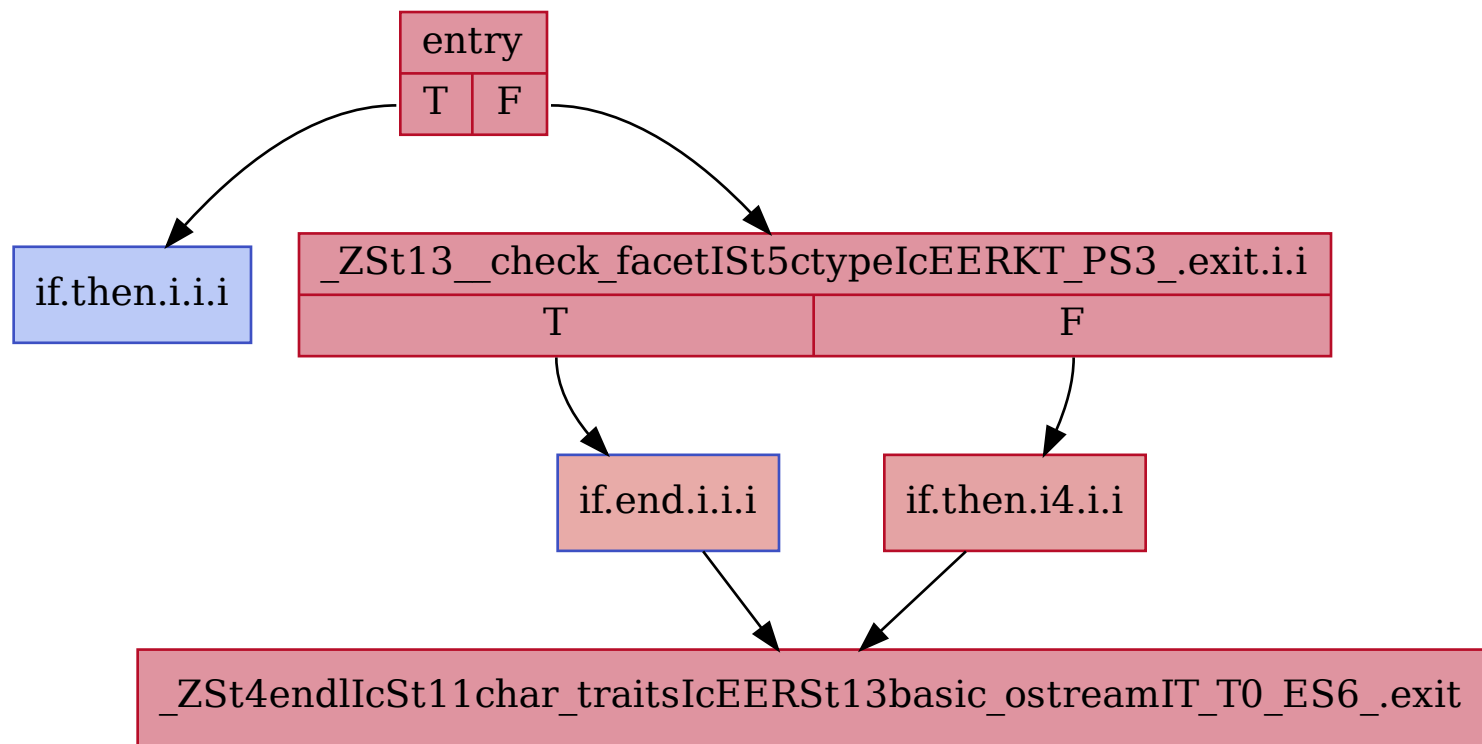 entry
T F
if.then.i.i.i
_ZSt13__check_facetISt5ctypeIcEERKT_PS3_.exit.i.i
T F
if.end.i.i.i
if.then.i4.i.i
_ZSt4endlIcSt11char_traitsIcEERSt13basic_ostreamIT_T0_ES6_.exit